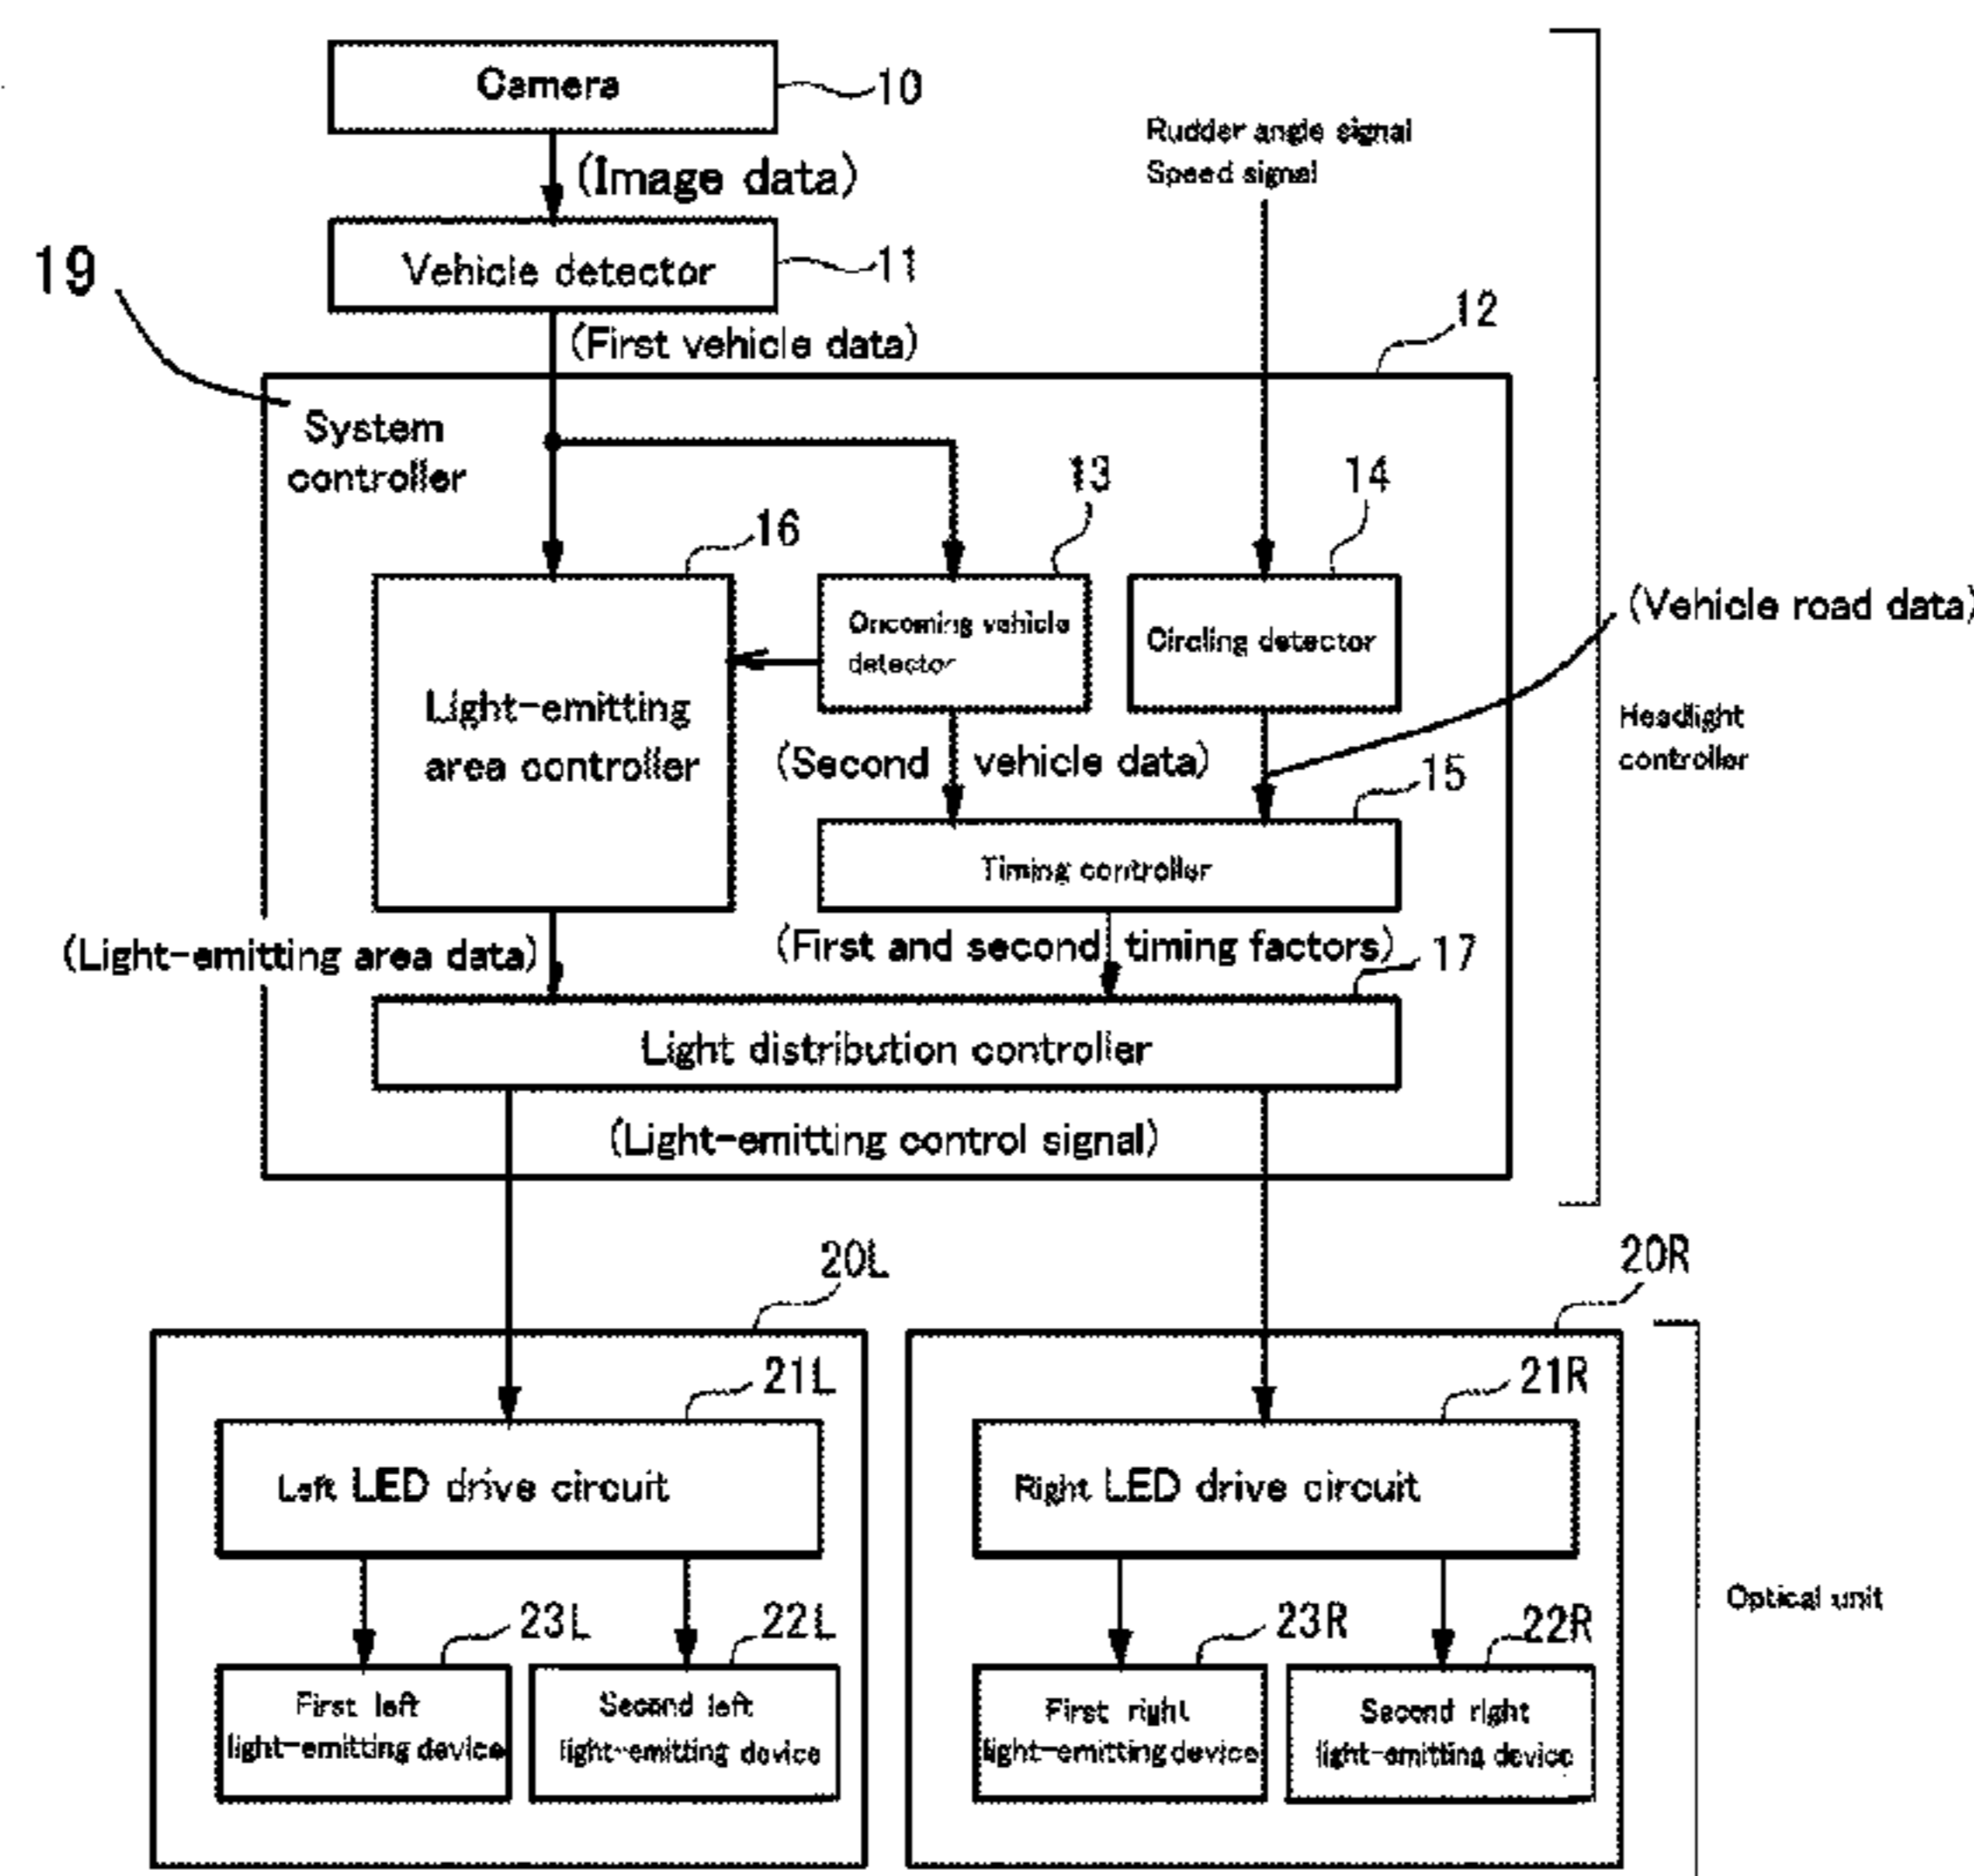 Camera
10
Rudder angle signal
Speed signal
(Image data)
19
Vehicle detector
11
(First vehicle data)
12
System
controller
13
14
16
Oncoming vehicle
detector
Circling detector
(Vehicle road data)
Light-emitting
area controller
Headlight
controller
(Second vehicle data)
15
Timing controller
(Light-emitting area data)
(First and second timing factors)
17
Light distribution controller
(Light-emitting control signal)
20L
20R
21L
21R
Left LED drive circuit
Right LED drive circuit
Optical unit
23L
22L
23R
22R
First left
light-emitting device
Second left
light-emitting device
First right
light-emitting device
Second right
light-emitting device